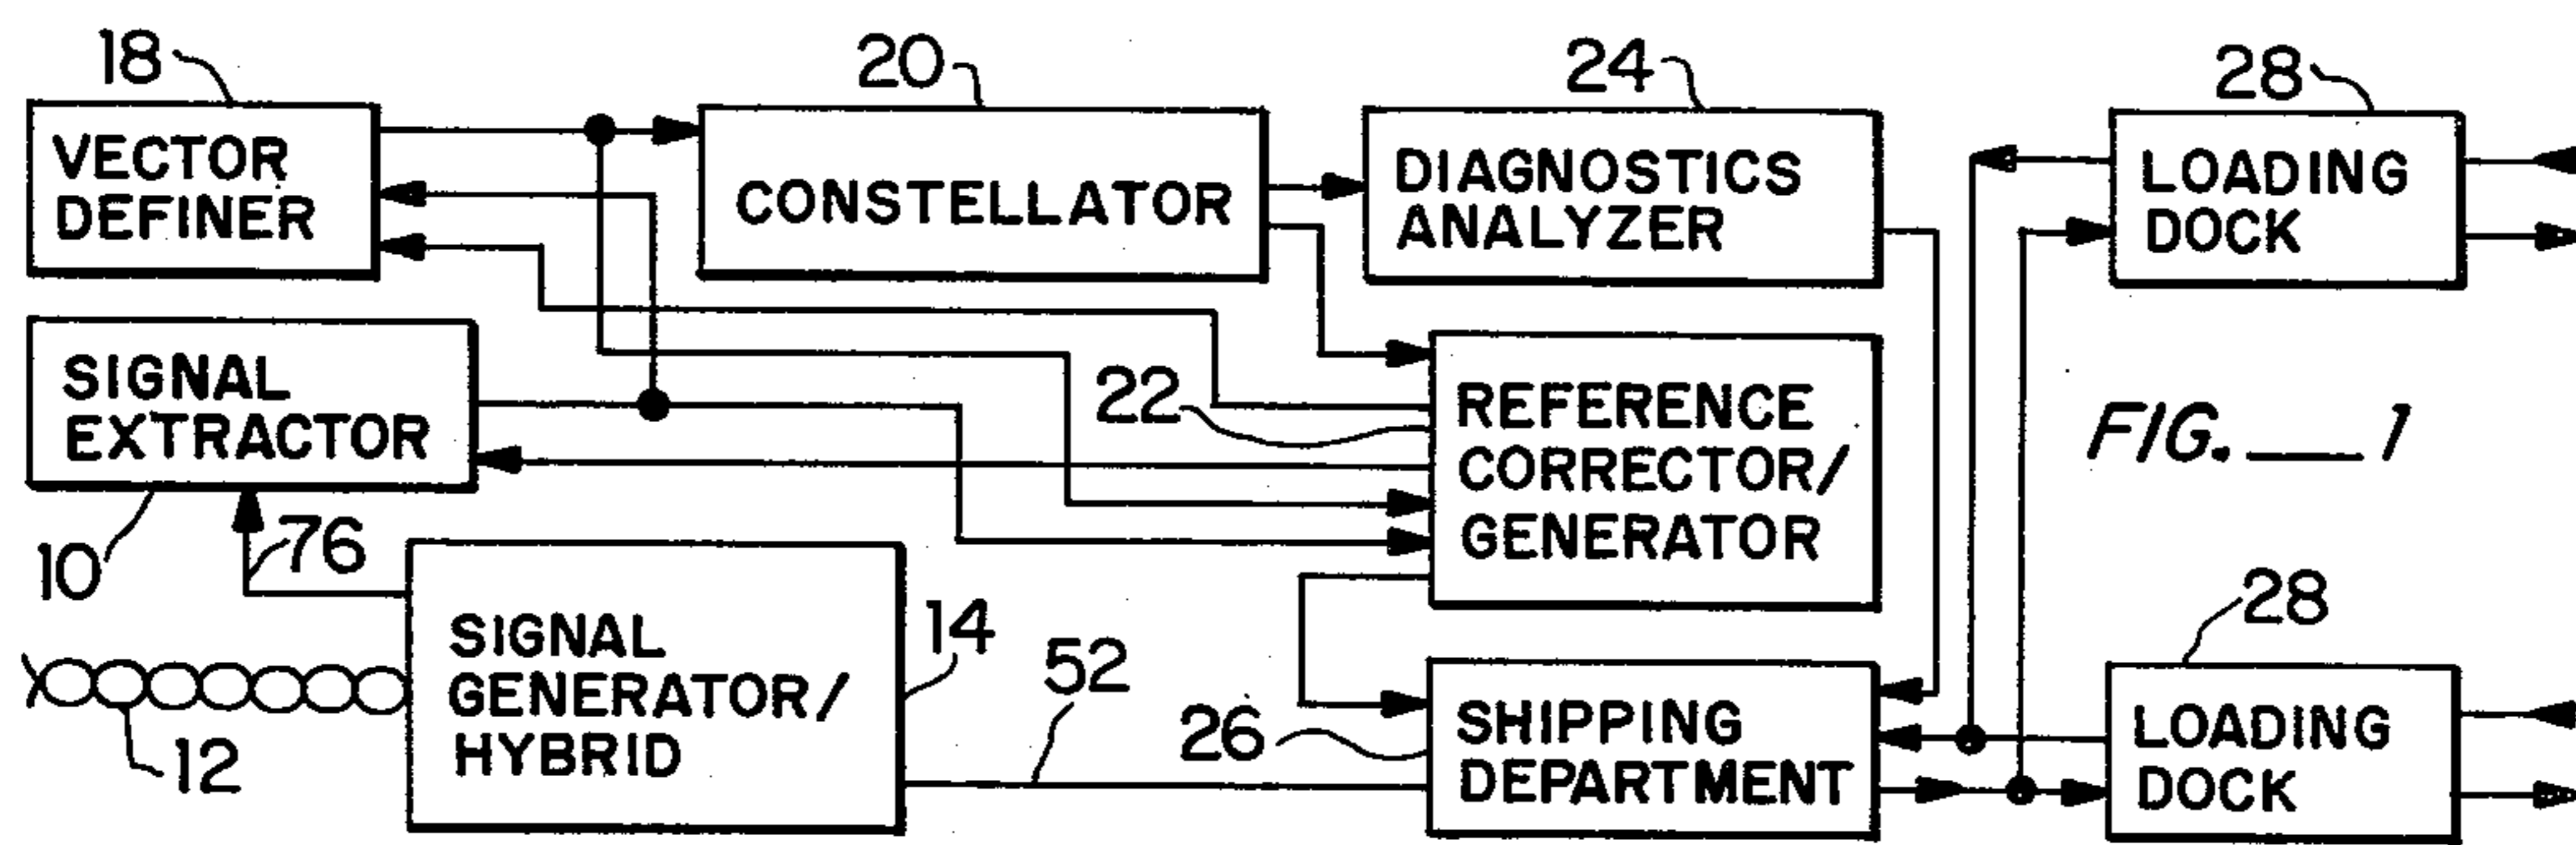 18
20
24
28
VECTOR
DEFINER
CONSTELLATOR
DIAGNOSTICS
ANALYZER
LOADING
DOCK
SIGNAL
EXTRACTOR
22
REFERENCE
CORRECTOR/
GENERATOR
FIG. 1
10
76
SIGNAL
GENERATOR/
HYBRID
14
12
52
26
SHIPPING
DEPARTMENT
28
LOADING
DOCK